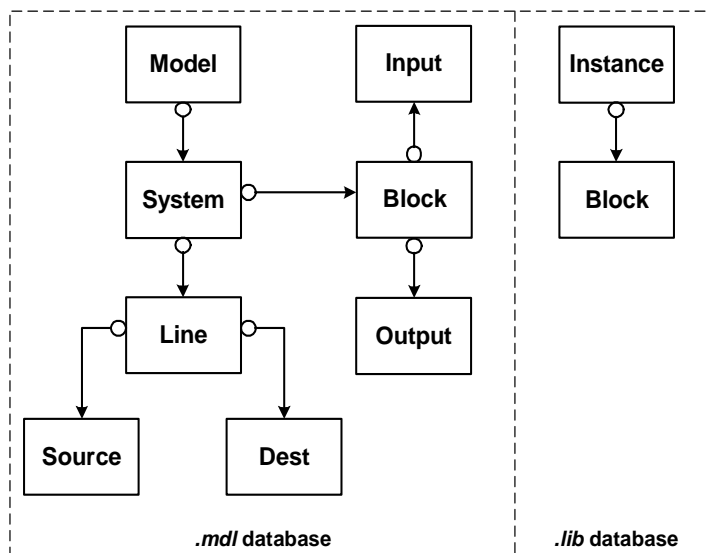 Model
Input
Instance
System
Block
Block
Line
Output
Source
Dest
.mdl database
.lib database